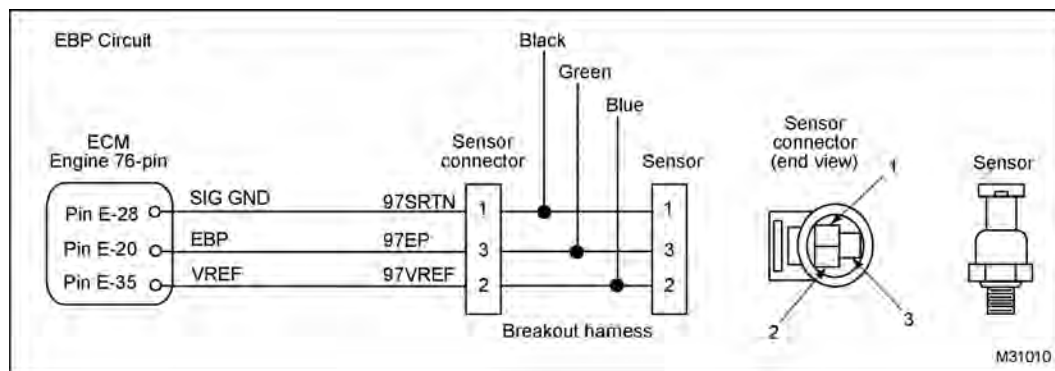 EBP Circuit
Black
Green
Blue
ECM
Engine 76-pin
Sensor
connector
Sensor
Sensor
connector
(end view)
Sensor
Pin E-28 SIG GND 97SRTN 1 1
Pin E-20 EBP 97EP 3 3
Pin E-35 VREF 97VREF 2 2
1
2
3
Breakout harness
M31010